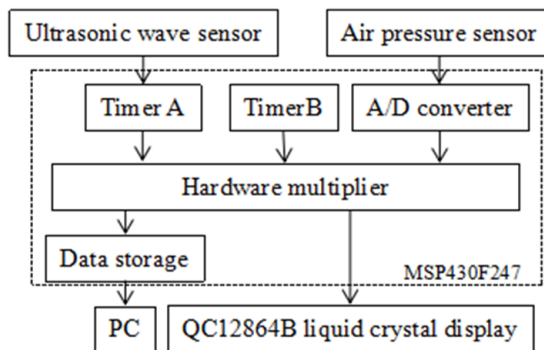 Ultrasonic wave sensor
Air pressure sensor
Timer A
TimerB
A/D converter
Hardware multiplier
Data storage
MSP430F247
PC
QC12864B liquid crystal display